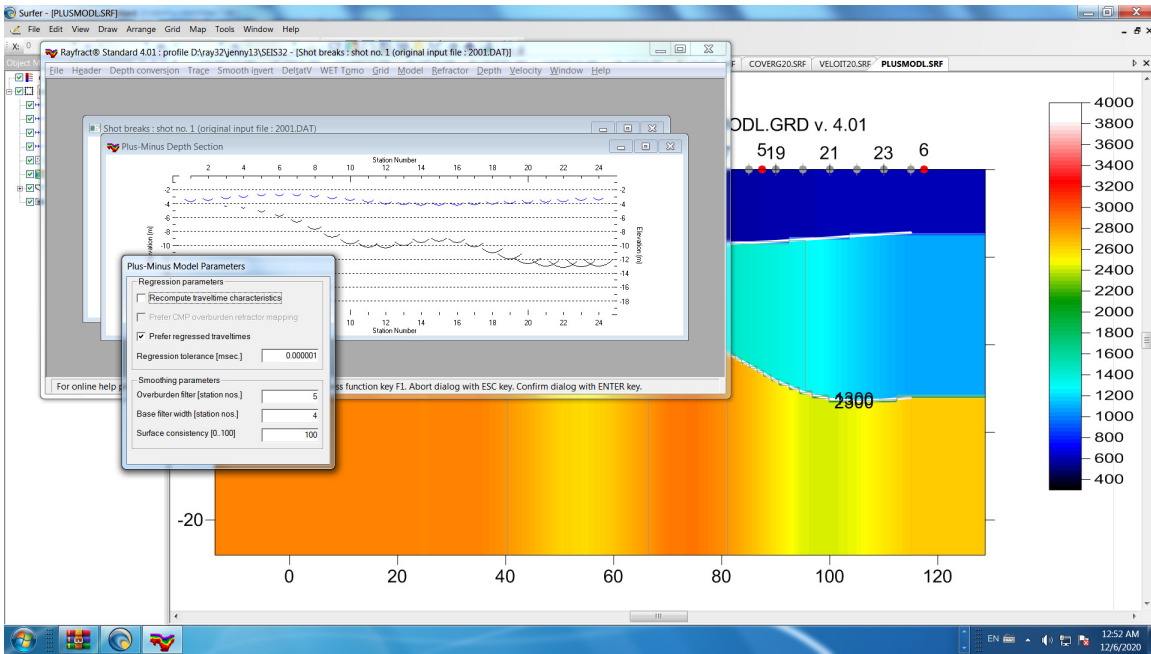 Surfer - [PLUSMODL.SRF]
File Edit View Draw Arrange Grid Map Tools Window Help
X: 0
Rayfract® Standard 4.01 : profile D:\ray32\jenny13\SEIS32 - [Shot breaks : shot no. 1 (original input file : 2001.DAT)]
File Header Depth conversion Trace Smooth invert DeltatV WET Tomo Grid Model Refractor Depth Velocity Window Help
COVERG20.SRF VELOIT20.SRF PLUSMODL.SRF
Shot breaks : shot no. 1 (original input file : 2001.DAT)
Plus-Minus Depth Section
Station Number
2 4 6 8 10 12 14 16 18 20 22 24
-2 -2
-4 -4
-6 -6
-8 -8
-10 -10
-12
-14
-16
-18
Elevation [m]
10 12 14 16 18 20 22 24
Station Number
ODL.GRD v. 4.01
519 21 23 6
1300
2300
4000
3800
3600
3400
3200
3000
2800
2600
2400
2200
2000
1800
1600
1400
1200
1000
800
600
400
Plus-Minus Model Parameters
Regression parameters
Recompute traveltime characteristics
Prefer CMP overburden refractor mapping
Prefer regressed traveltimes
Regression tolerance [msec.] 0.000001
Smoothing parameters
Overburden filter [station nos.] 5
Base filter width [station nos.] 4
Surface consistency [0..100] 100
For online help p ss function key F1. Abort dialog with ESC key. Confirm dialog with ENTER key.
-20
0 20 40 60 80 100 120
EN
12:52 AM
12/6/2020